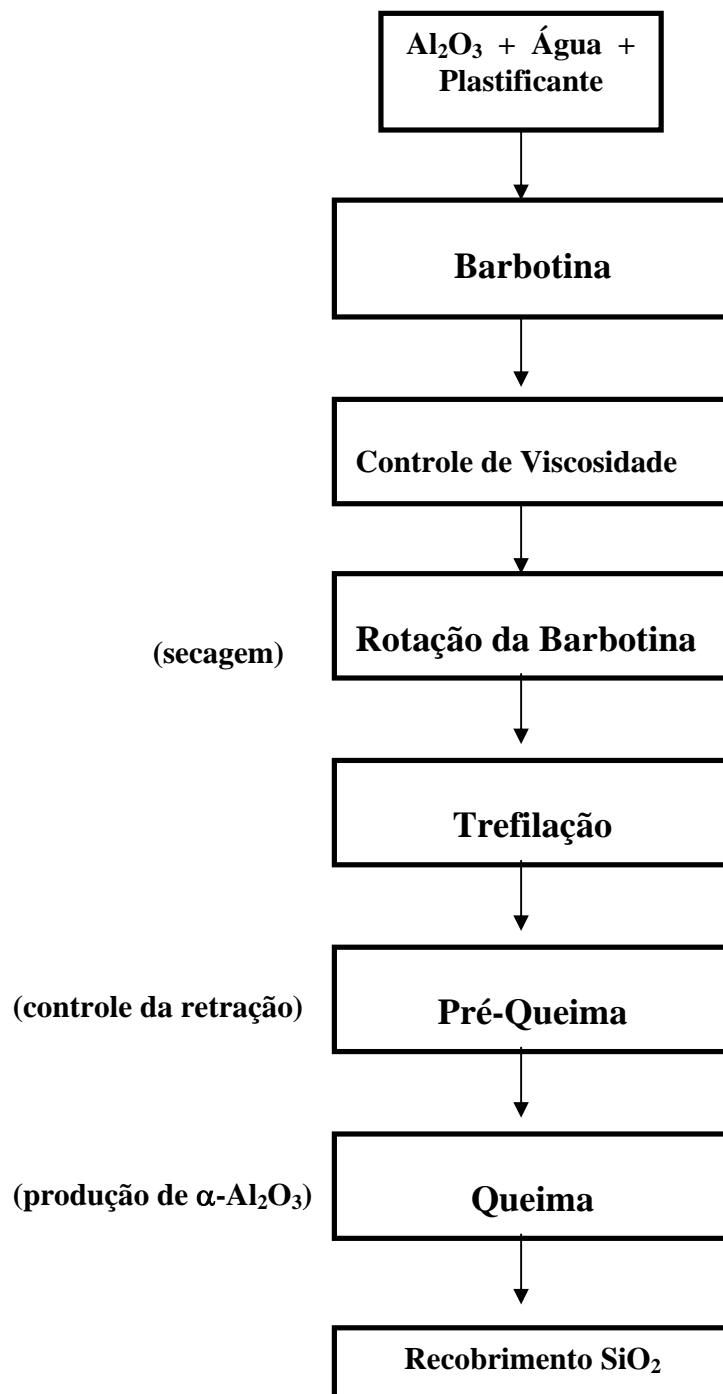 Al₂O₃ + Água +
Plastificante
Barbotina
Controle de Viscosidade
(secagem)
Rotação da Barbotina
Trefilação
(controle da retração)
Pré-Queima
(produção de α-Al₂O₃)
Queima
Recobrimento SiO₂